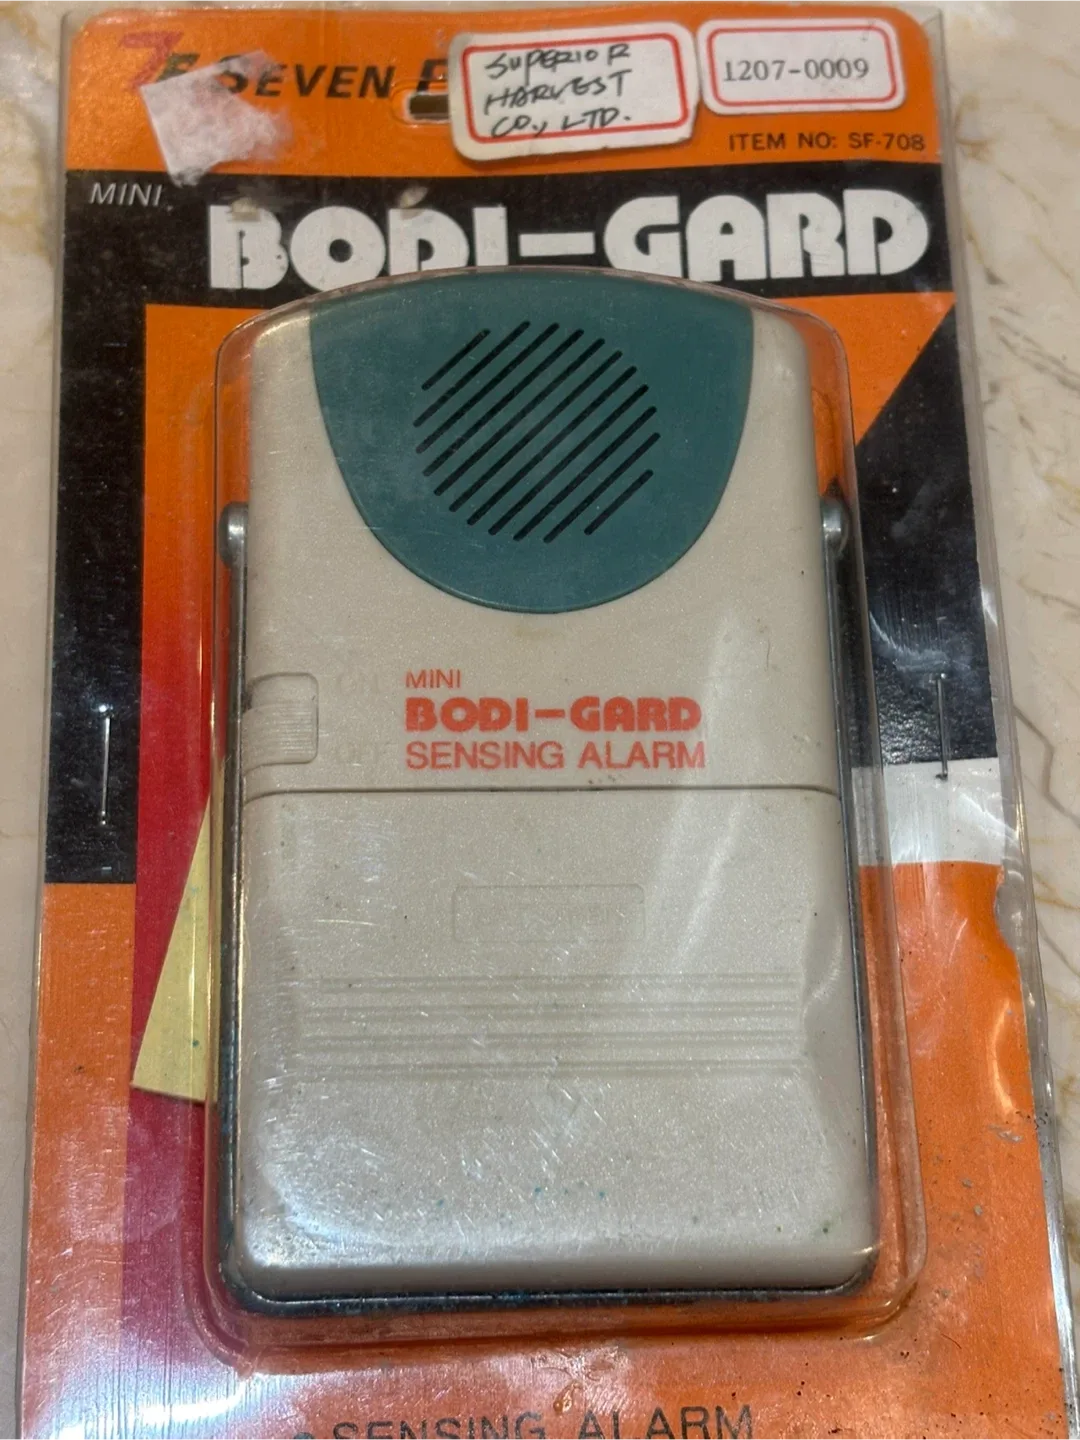 7F SEVEN F
SUPERIOR
HARVEST
CO., LTD.
1207-0009
ITEM NO: SF-708
MINI
BODI-GARD
MINI
BODI-GARD
SENSING ALARM
• SENSING ALARM